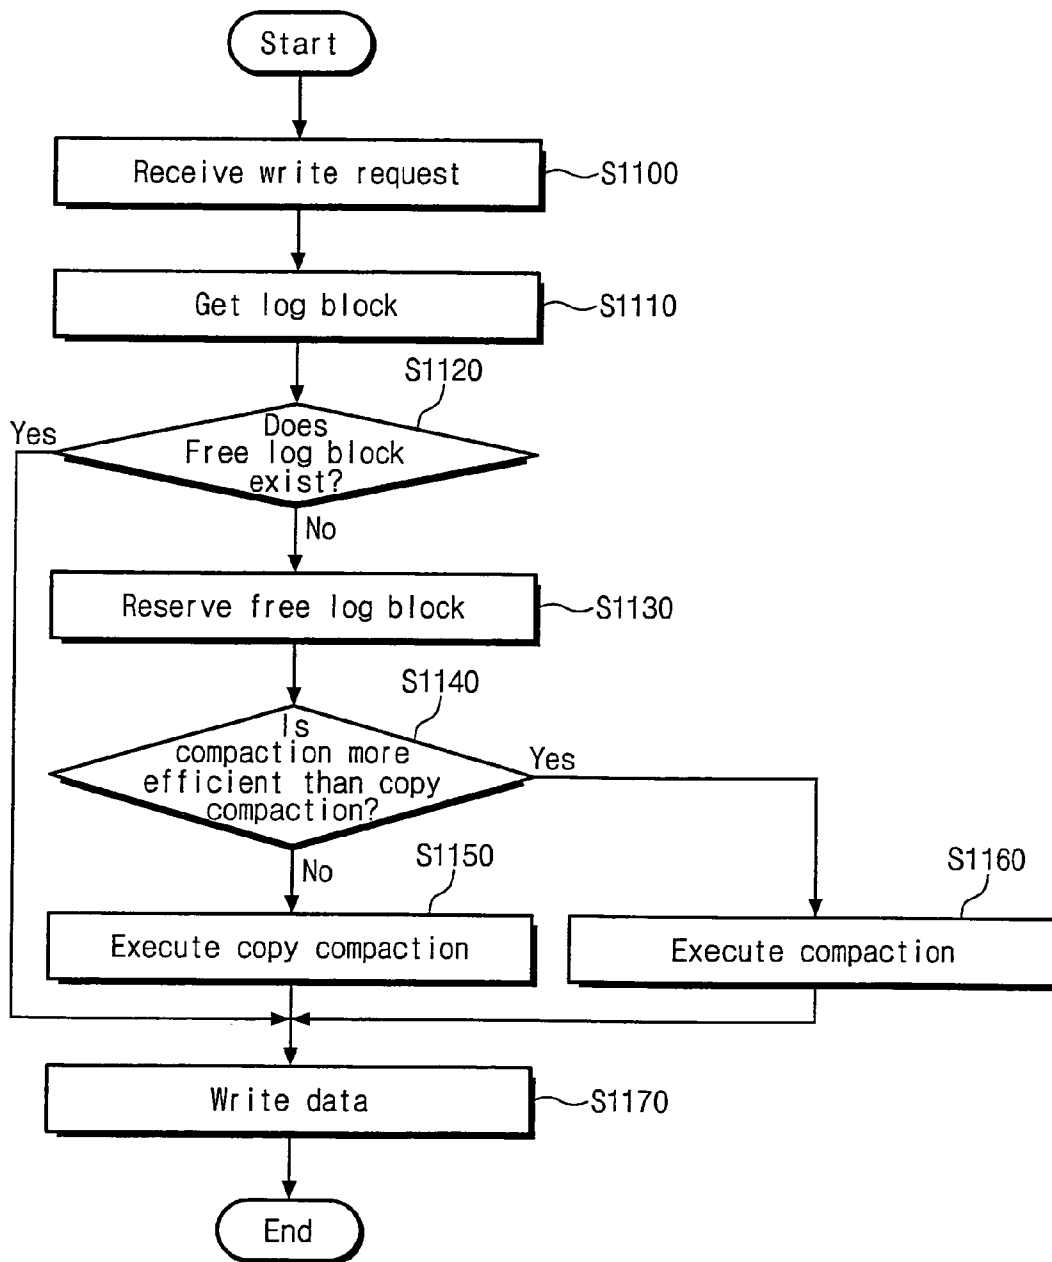 Start
Receive write request
S1100
Get log block
S1110
S1120
Yes
Does
Free log block
exist?
No
Reserve free log block
S1130
S1140
Is
compaction more
efficient than copy
compaction?
Yes
No
S1150
S1160
Execute copy compaction
Execute compaction
Write data
S1170
End